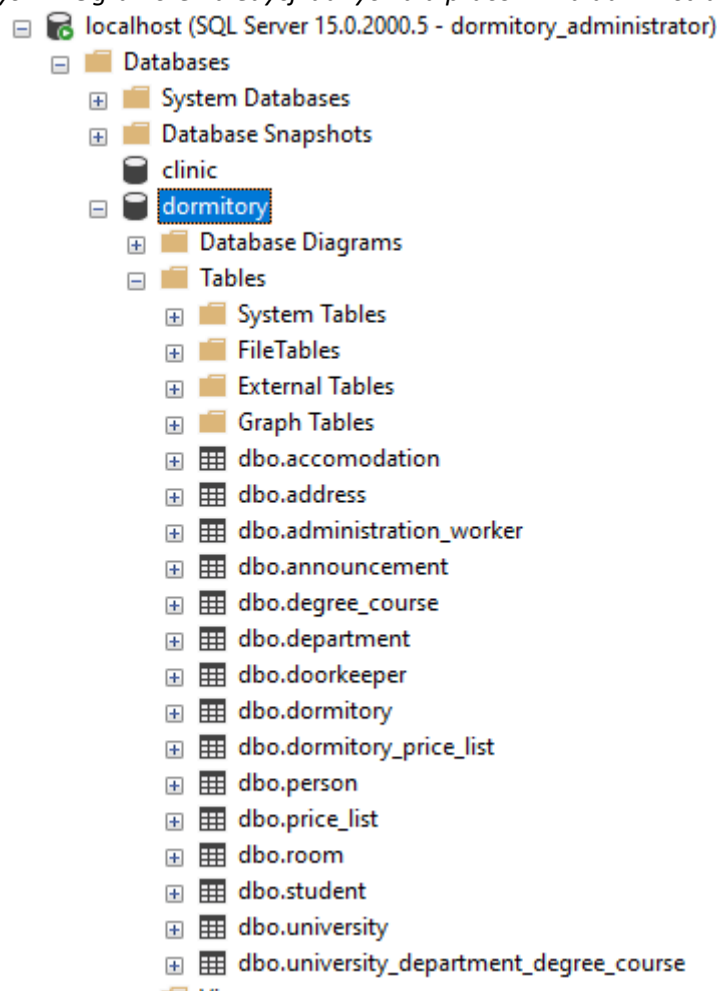 localhost (SQL Server 15.0.2000.5 - dormitory_administrator)
Databases
System Databases
Database Snapshots
clinic
dormitory
Database Diagrams
Tables
System Tables
FileTables
External Tables
Graph Tables
dbo.accomodation
dbo.address
dbo.administration_worker
dbo.announcement
dbo.degree_course
dbo.department
dbo.doorkeeper
dbo.dormitory
dbo.dormitory_price_list
dbo.person
dbo.price_list
dbo.room
dbo.student
dbo.university
dbo.university_department_degree_course